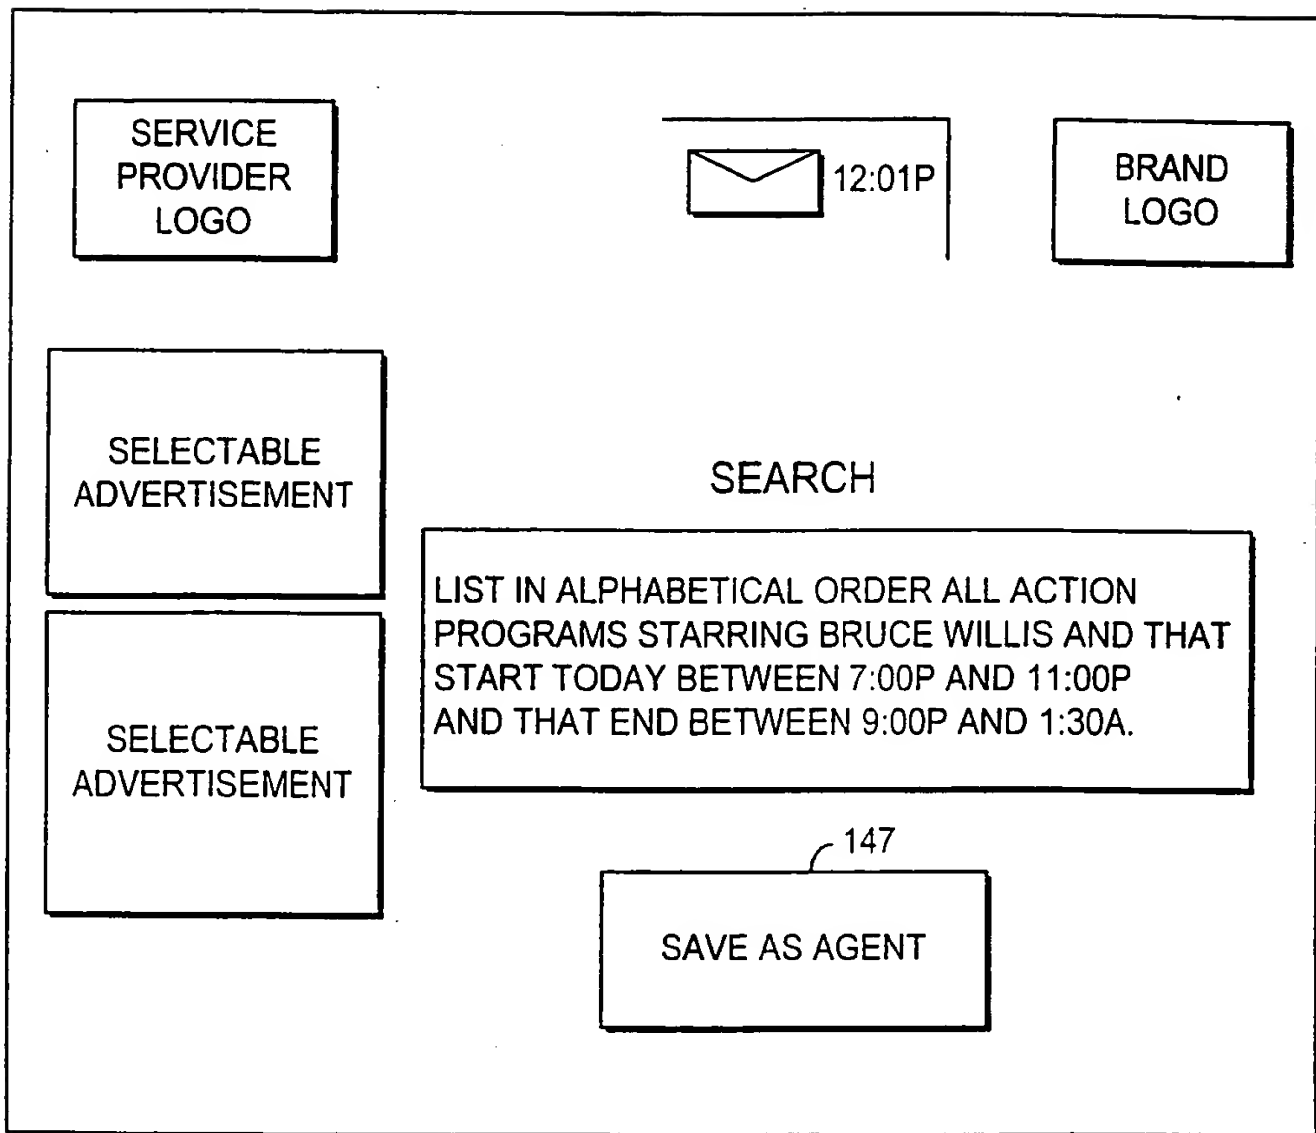 SERVICE
PROVIDER
LOGO
12:01P
BRAND
LOGO
SELECTABLE
ADVERTISEMENT
SEARCH
LIST IN ALPHABETICAL ORDER ALL ACTION
PROGRAMS STARRING BRUCE WILLIS AND THAT
START TODAY BETWEEN 7:00P AND 11:00P
AND THAT END BETWEEN 9:00P AND 1:30A.
SELECTABLE
ADVERTISEMENT
147
SAVE AS AGENT